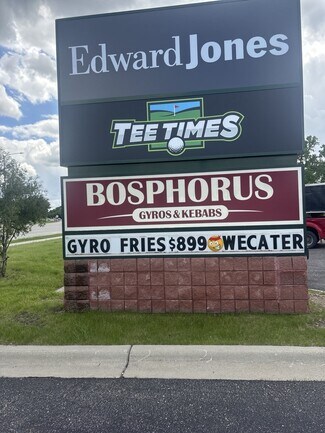 Edward Jones
TEE TIMES
BOSPHORUS
GYROS & KEBABS
GYRO FRIES $899 WECATER